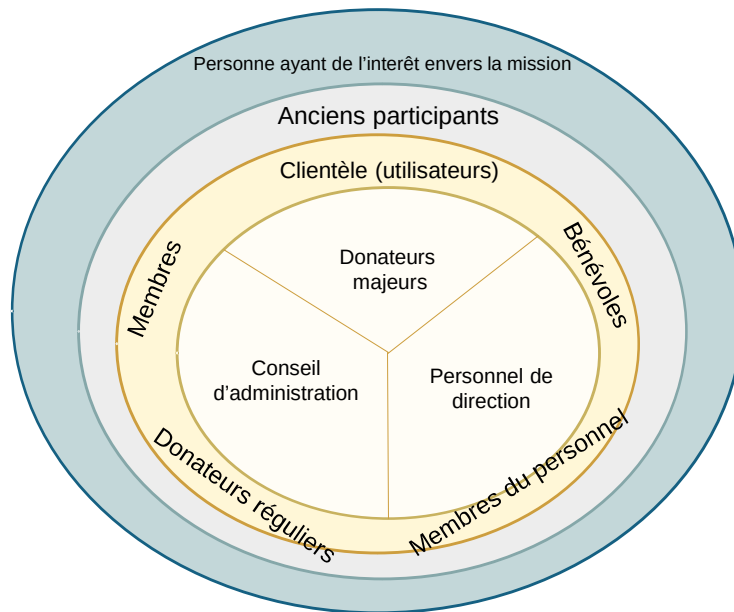 Personne ayant de l’interêt envers la mission
Anciens participants
Clientèle (utilisateurs)
Membres
Bénévoles
Donateurs
majeurs
Conseil
d’administration
Personnel de
direction
Donateurs réguliers
Membres du personnel